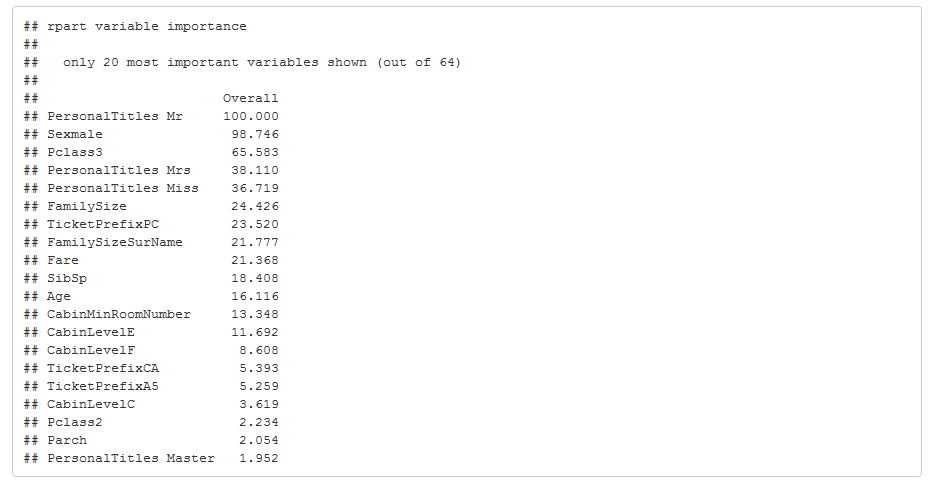 ## rpart variable importance
##
##   only 20 most important variables shown (out of 64)
##
##                       Overall
## PersonalTitles Mr     100.000
## Sexmale                98.746
## Pclass3                65.583
## PersonalTitles Mrs     38.110
## PersonalTitles Miss    36.719
## FamilySize             24.426
## TicketPrefixPC         23.520
## FamilySizeSurName      21.777
## Fare                   21.368
## SibSp                  18.408
## Age                    16.116
## CabinMinRoomNumber     13.348
## CabinLevelE            11.692
## CabinLevelF             8.608
## TicketPrefixCA          5.393
## TicketPrefixA5          5.259
## CabinLevelC             3.619
## Pclass2                 2.234
## Parch                   2.054
## PersonalTitles Master   1.952